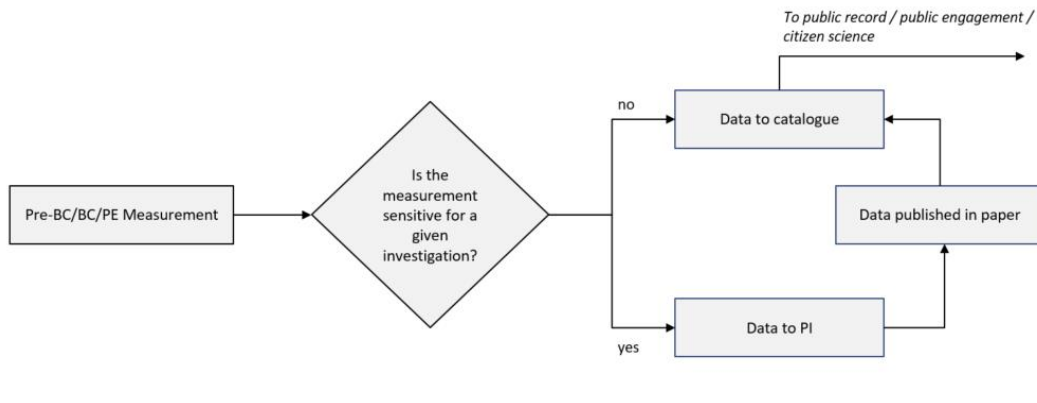 To public record / public engagement /
citizen science
no
Data to catalogue
Is the
measurement
sensitive for a
given
investigation?
Pre-BC/BC/PE Measurement
Data published in paper
Data to PI
yes